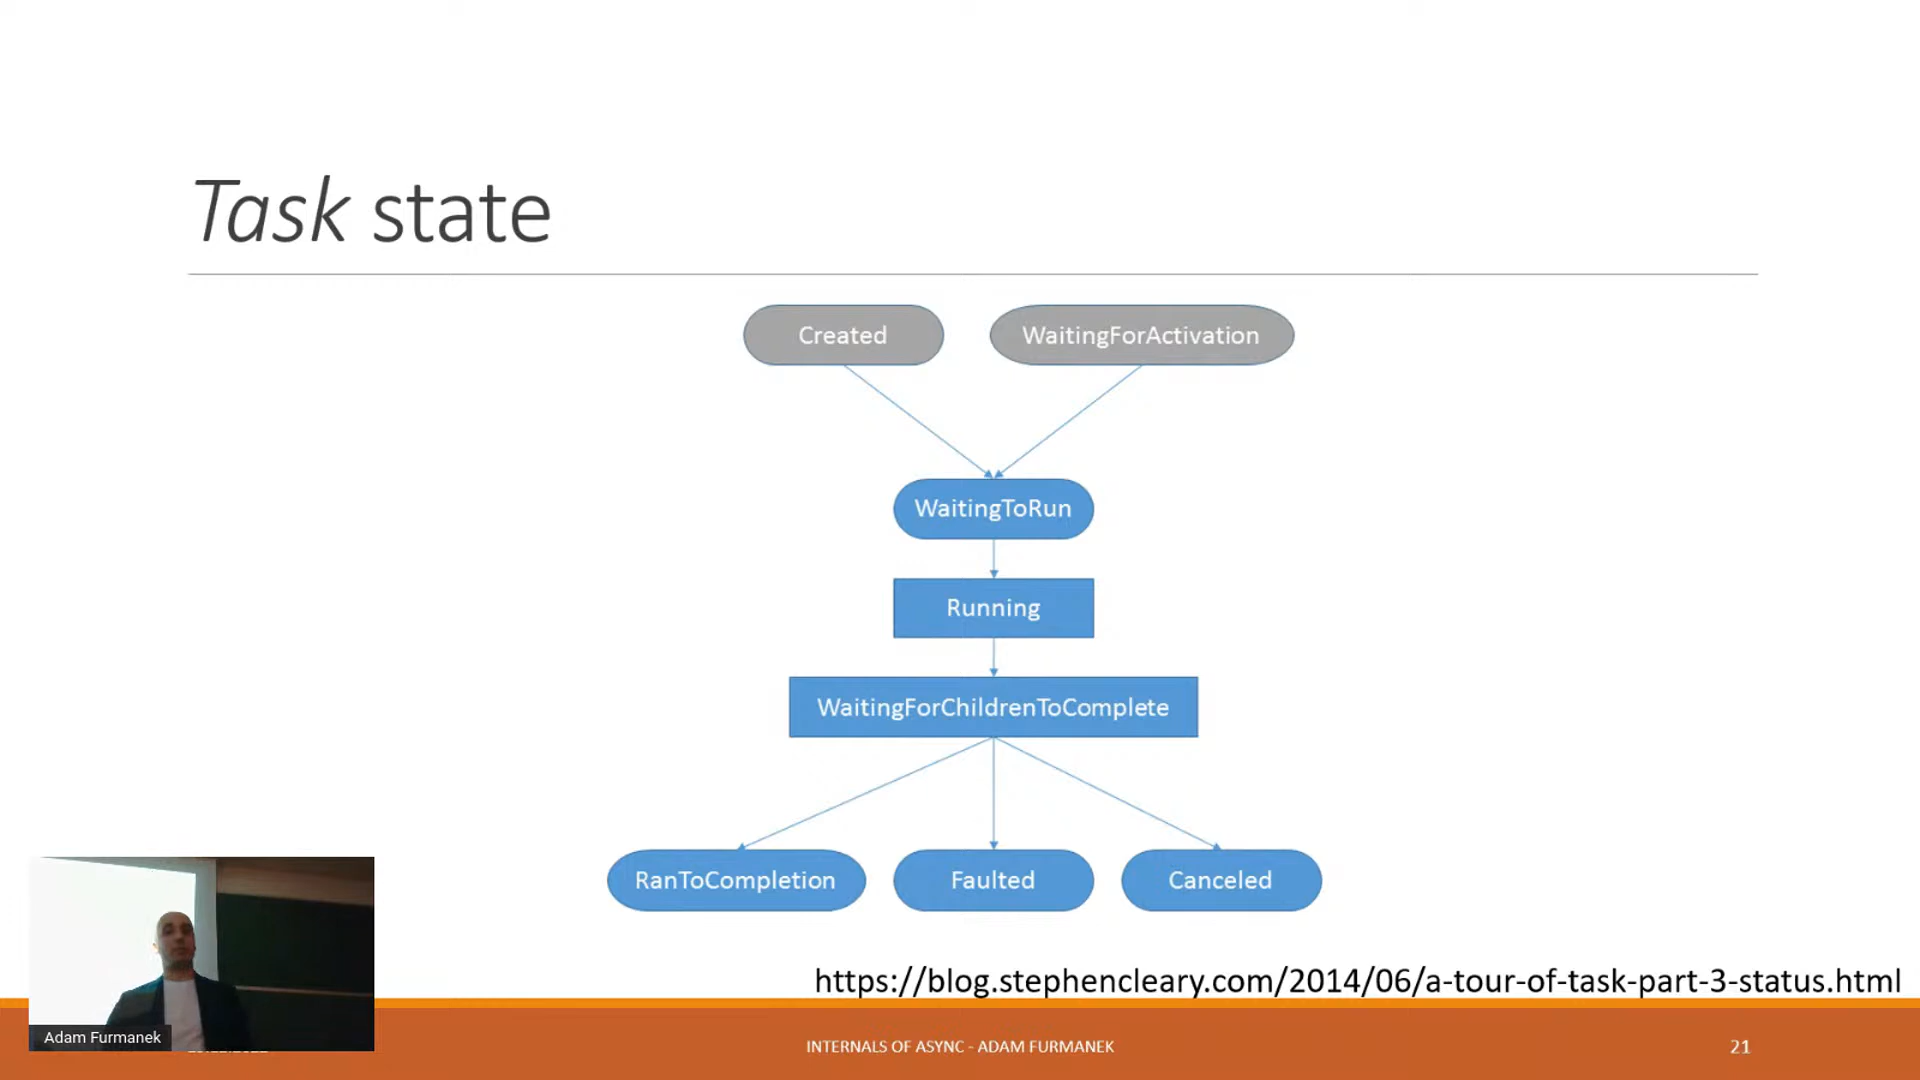 Task state
Created
WaitingForActivation
WaitingToRun
Running
WaitingForChildrenToComplete
RanToCompletion
Faulted
Canceled
https://blog.stephencleary.com/2014/06/a-tour-of-task-part-3-status.html
Adam Furmanek
INTERNALS OF ASYNC - ADAM FURMANEK
21